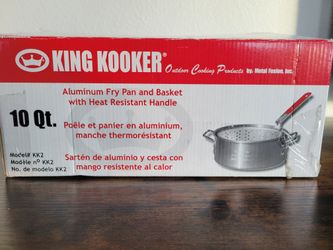 KING KOOKER® Outdoor Cooking Products by: Metal Fusion, Inc.
Aluminum Fry Pan and Basket
with Heat Resistant Handle
10 Qt.
Poêle et panier en aluminium,
manche thermorésistant
Model# KK2
Modèle nº KK2
No. de modelo KK2
Sartén de aluminio y cesta con
mango resistente al calor